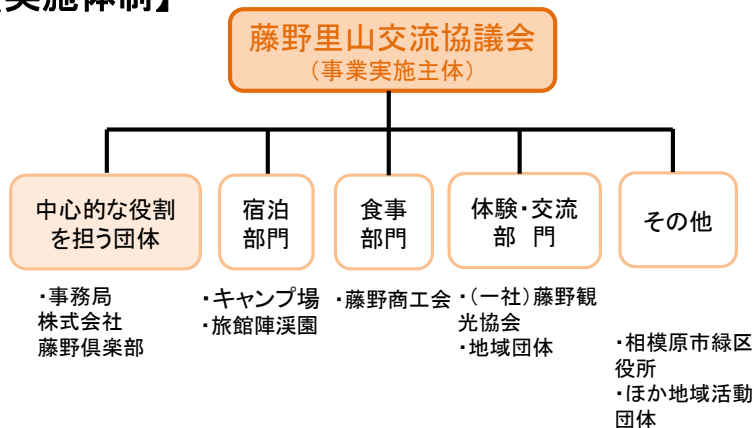 実施体制】
藤野里山交流協議会
（事業実施主体）
中心的な役割
を担う団体
宿泊
部門
食事
部門
体験・交流
部　門
その他
・事務局
株式会社
藤野倶楽部
・キャンプ場
・旅館陣渓園
・藤野商工会
・（一社）藤野観
光協会
・地域団体
・相模原市緑区
役所
・ほか地域活動
団体